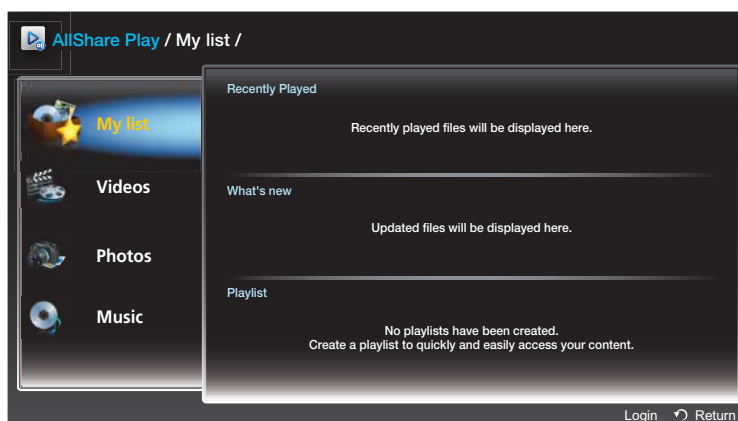 AllShare Play / My list /
My list
Videos
Photos
Music
Recently Played
Recently played files will be displayed here.
What's new
Updated files will be displayed here.
Playlist
No playlists have been created.
Create a playlist to quickly and easily access your content.
Login Return